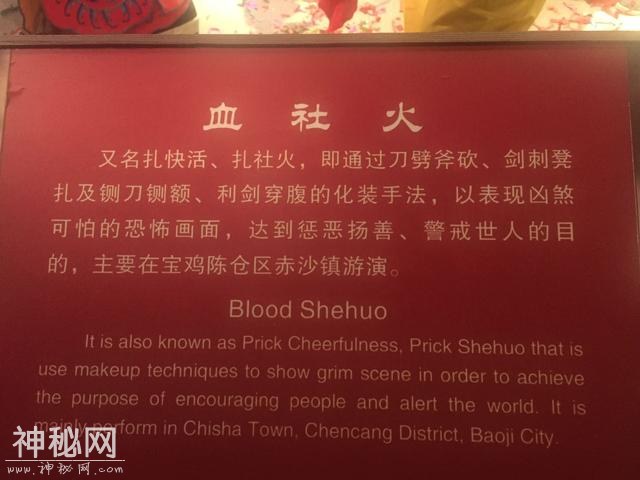 血社火
又名扎快活、扎社火，即通过刀劈斧砍、剑刺凳
扎及铡刀铡额、利剑穿腹的化装手法，以表现凶煞
可怕的恐怖画面，达到惩恶扬善、警戒世人的目
的，主要在宝鸡陈仓区赤沙镇游演。
Blood Shehuo
It is also known as Prick Cheerfulness, Prick Shehuo that is
use makeup techniques to show grim scene in order to achieve
the purpose of encouraging people and alert the world. It is
mainly perform in Chisha Town, Chencang District, Baoji City.
神秘网
www.神秘网.com